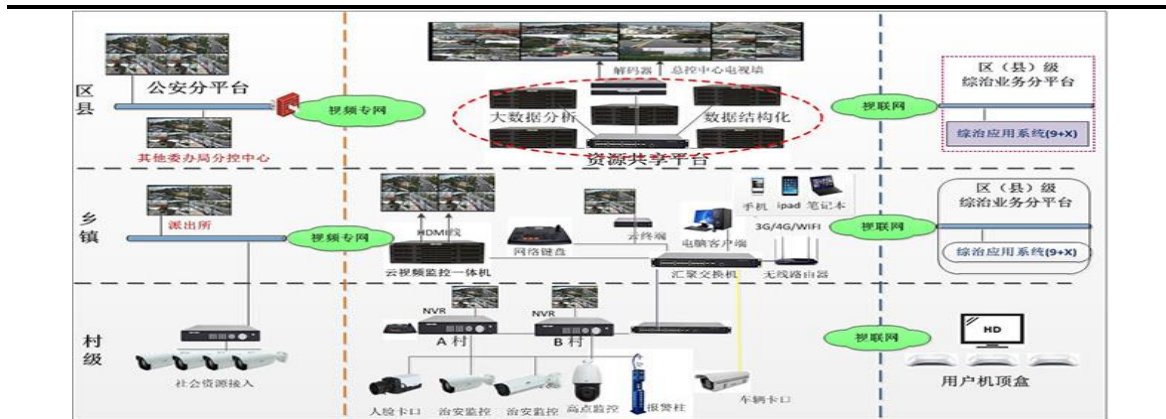 解码器
总控中心电视墙
区县
公安分平台
视频专网
其他委办局分控中心
大数据分析
数据结构化
资源共享平台
视联网
区（县）级
综治业务分平台
综治应用系统(9+X)
乡镇
派出所
视频专网
HDMI线
云视频监控一体机
网络键盘
云终端
电脑客户端
汇聚交换机
手机
ipad
笔记本
3G/4G/WIFI
无线路由器
视联网
区（县）级
综治业务分平台
综治应用系统(9+X)
村级
社会资源接入
NVR
A 村
NVR
B 村
人脸卡口
治安监控
治安监控
高点监控
报警柱
车辆卡口
视联网
HD
用户机顶盒